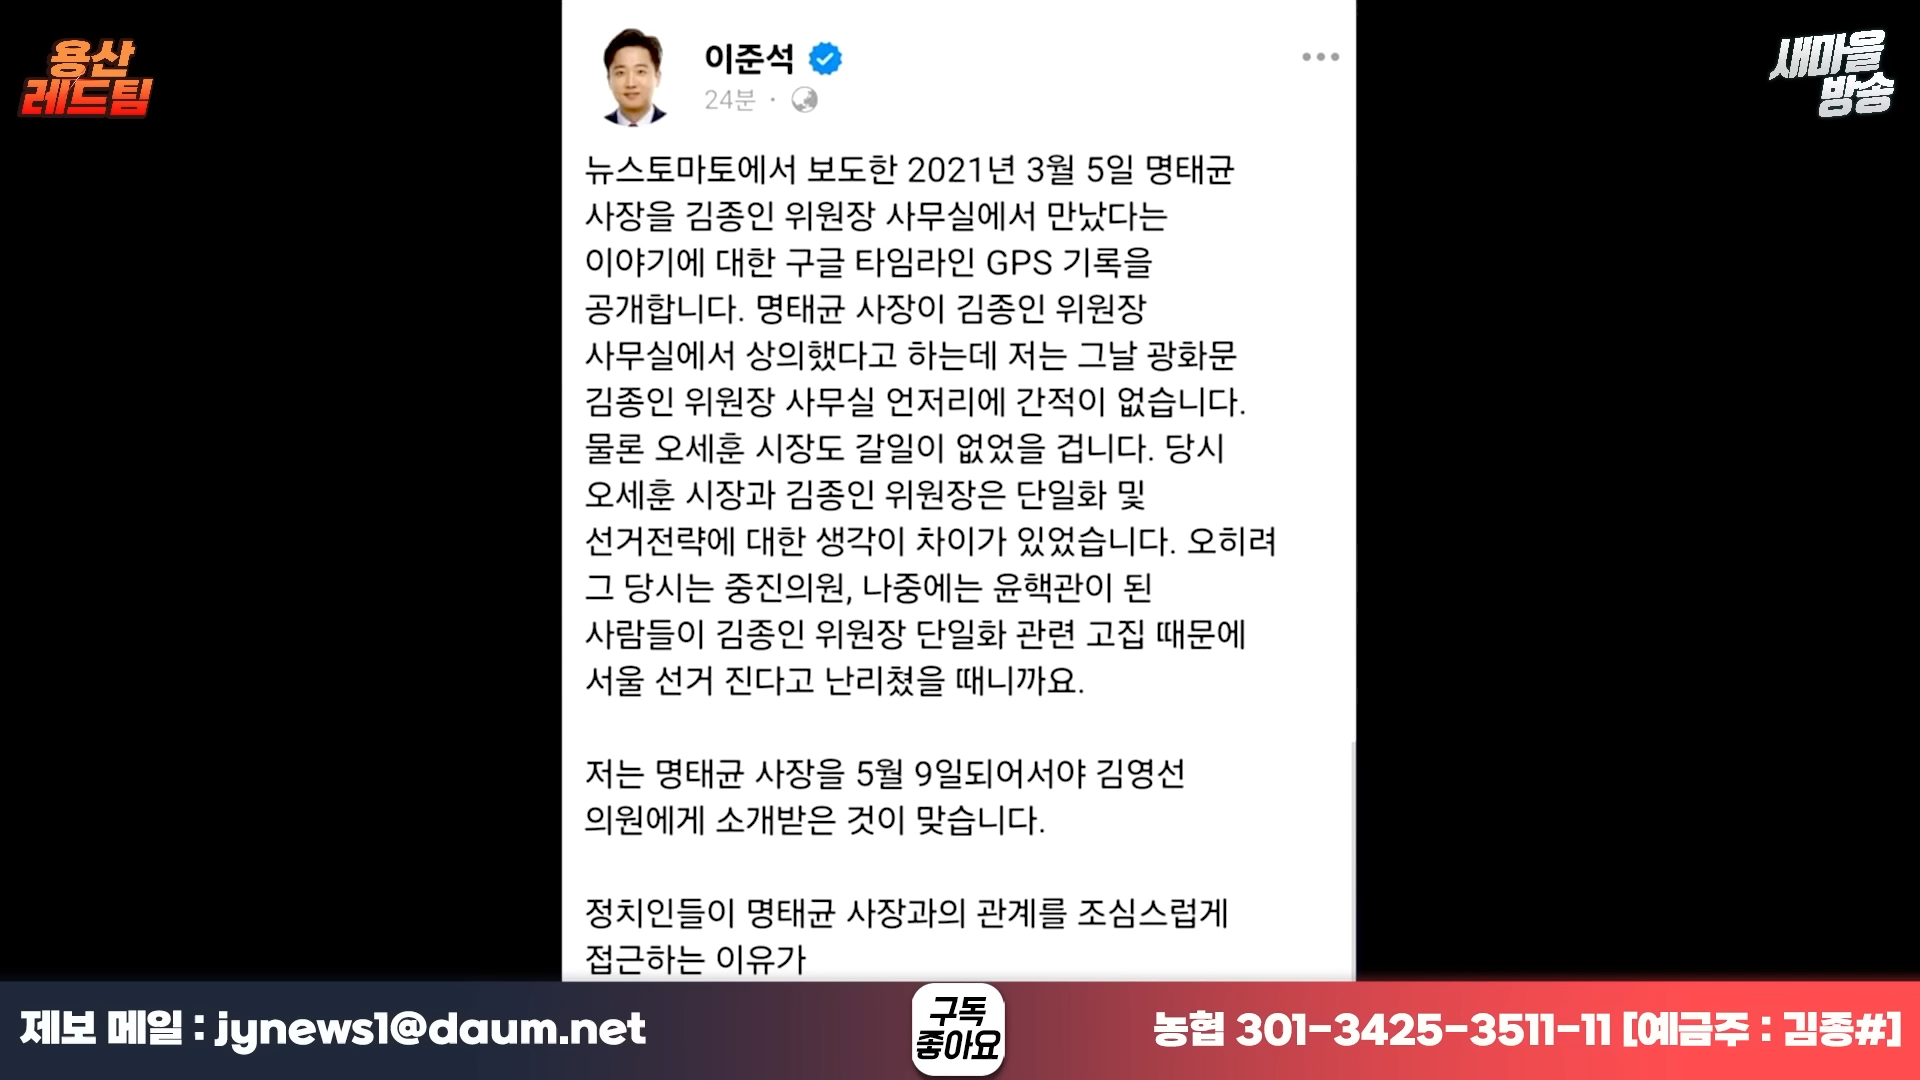 용산
레드팀
새마을
방송
이준석
24분 ·
뉴스토마토에서 보도한 2021년 3월 5일 명태균
사장을 김종인 위원장 사무실에서 만났다는
이야기에 대한 구글 타임라인 GPS 기록을
공개합니다. 명태균 사장이 김종인 위원장
사무실에서 상의했다고 하는데 저는 그날 광화문
김종인 위원장 사무실 언저리에 간적이 없습니다.
물론 오세훈 시장도 갈일이 없었을 겁니다. 당시
오세훈 시장과 김종인 위원장은 단일화 및
선거전략에 대한 생각이 차이가 있었습니다. 오히려
그 당시는 중진의원, 나중에는 윤핵관이 된
사람들이 김종인 위원장 단일화 관련 고집 때문에
서울 선거 진다고 난리쳤을 때니까요.
저는 명태균 사장을 5월 9일되어서야 김영선
의원에게 소개받은 것이 맞습니다.
정치인들이 명태균 사장과의 관계를 조심스럽게
접근하는 이유가
제보 메일 : jynews1@daum.net
구독
좋아요
농협 301-3425-3511-11 [예금주 : 김종#]